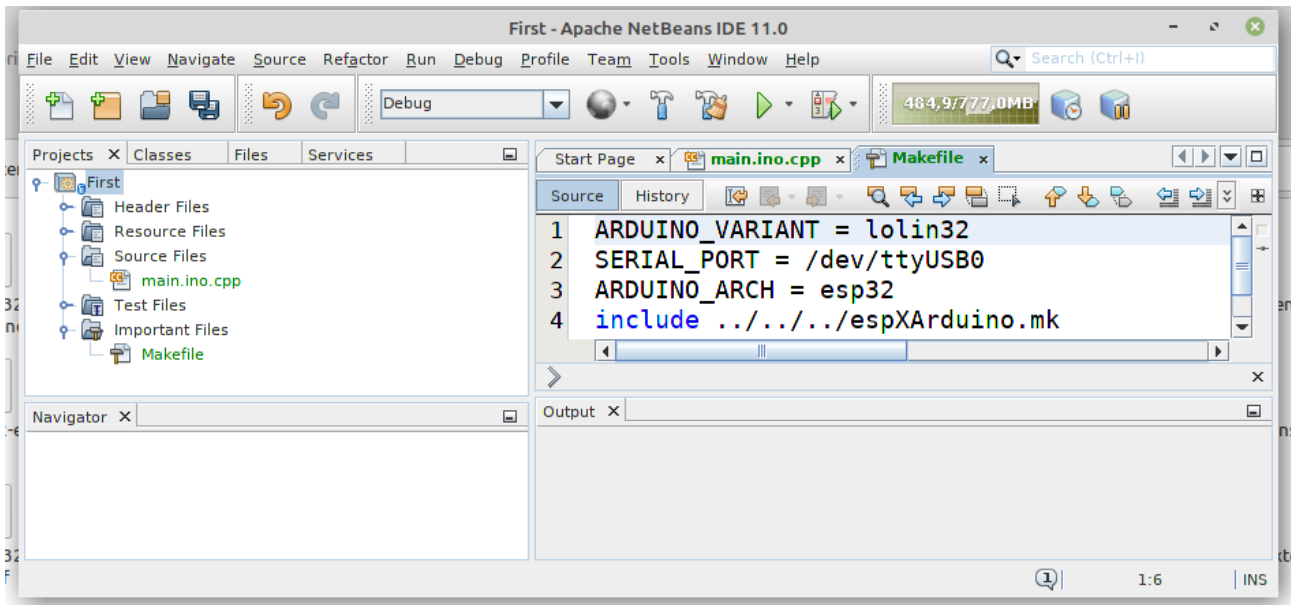 First - Apache NetBeans IDE 11.0
File Edit View Navigate Source Refactor Run Debug Profile Team Tools Window Help
Search (Ctrl+I)
Debug
484,9/777,0MB
Projects Classes Files Services
First
Header Files
Resource Files
Source Files
main.ino.cpp
Test Files
Important Files
Makefile
Navigator
Start Page main.ino.cpp Makefile
Source History
1 ARDUINO_VARIANT = lolin32
2 SERIAL_PORT = /dev/ttyUSB0
3 ARDUINO_ARCH = esp32
4 include ../../../espXArduino.mk
Output
1 1:6 INS